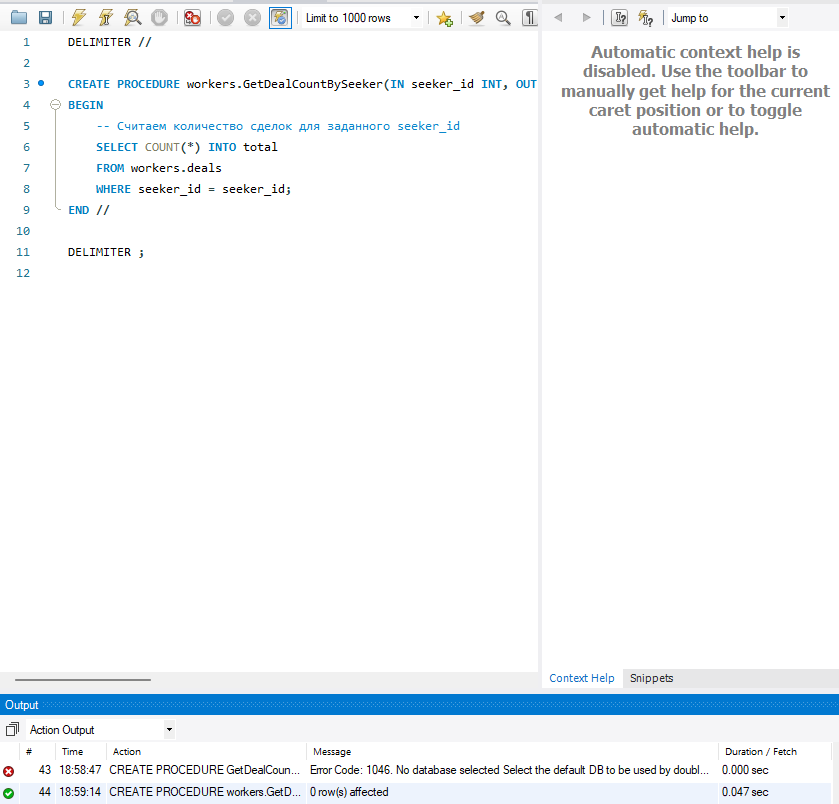 Limit to 1000 rows
Jump to
1 DELIMITER //
2
3 CREATE PROCEDURE workers.GetDealCountBySeeker(IN seeker_id INT, OUT
4 BEGIN
5 -- Считаем количество сделок для заданного seeker_id
6 SELECT COUNT(*) INTO total
7 FROM workers.deals
8 WHERE seeker_id = seeker_id;
9 END //
10
11 DELIMITER ;
12
Automatic context help is
disabled. Use the toolbar to
manually get help for the current
caret position or to toggle
automatic help.
Context Help Snippets
Output
Action Output
# Time Action Message Duration / Fetch
43 18:58:47 CREATE PROCEDURE GetDealCoun... Error Code: 1046. No database selected Select the default DB to be used by doubl... 0.000 sec
44 18:59:14 CREATE PROCEDURE workers.GetD... 0 row(s) affected 0.047 sec